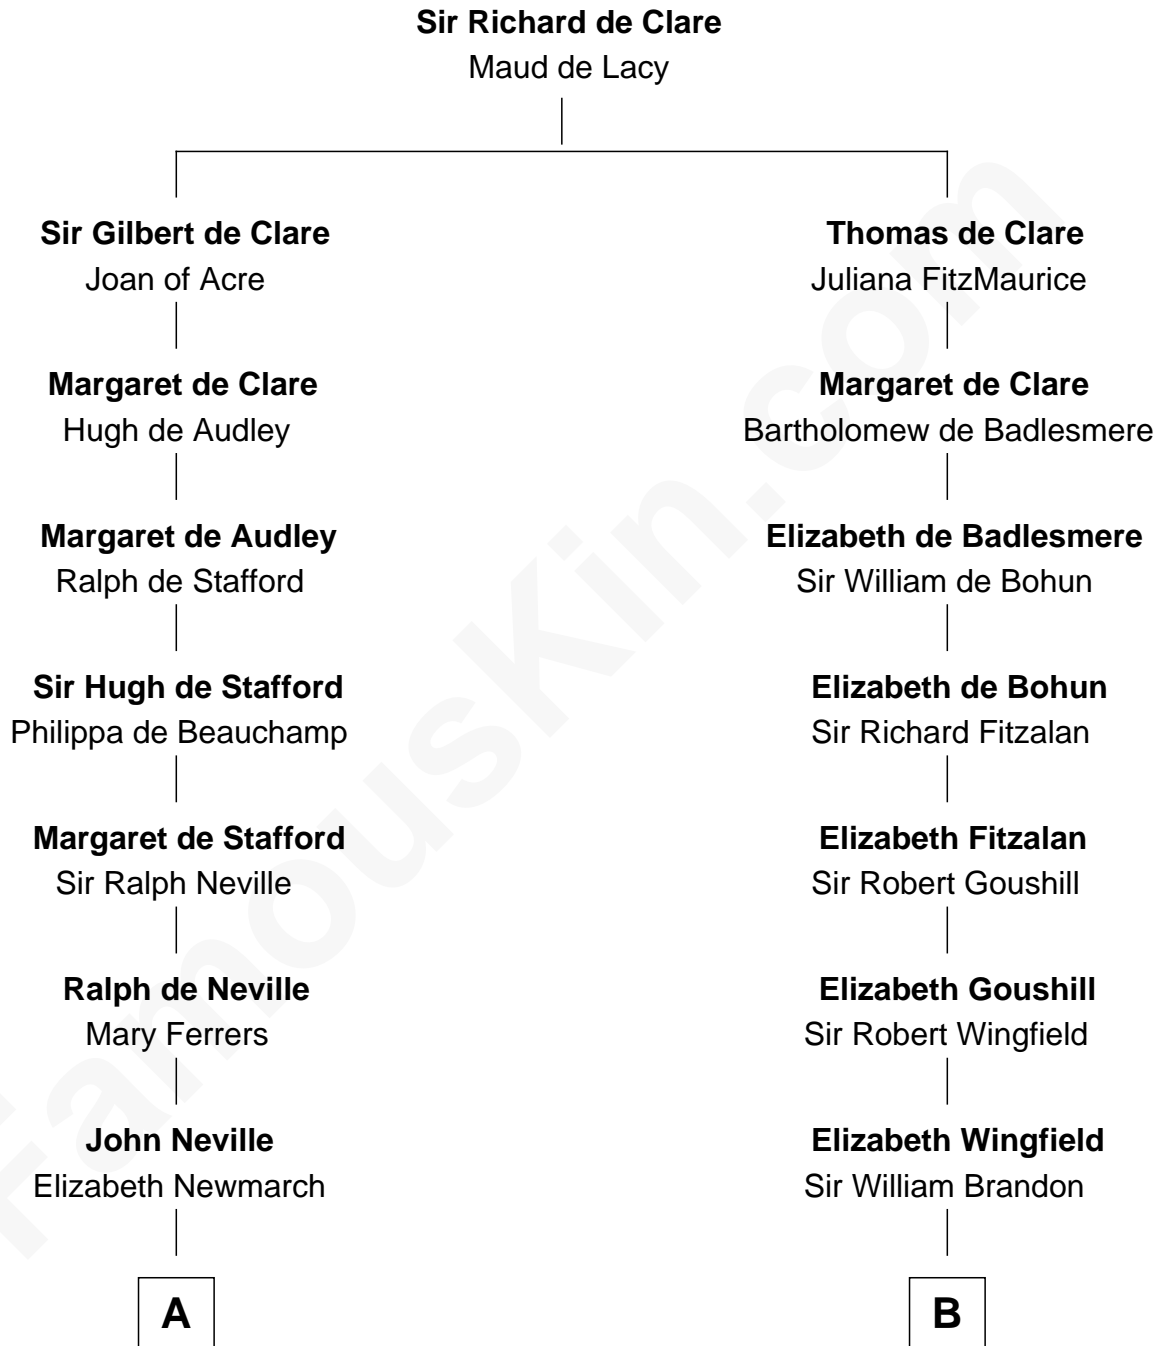 Sir Richard de Clare
Maud de Lacy
Sir Gilbert de Clare
Joan of Acre
Thomas de Clare
Juliana FitzMaurice
Margaret de Clare
Hugh de Audley
Margaret de Clare
Bartholomew de Badlesmere
Margaret de Audley
Ralph de Stafford
Elizabeth de Badlesmere
Sir William de Bohun
Sir Hugh de Stafford
Philippa de Beauchamp
Elizabeth de Bohun
Sir Richard Fitzalan
Margaret de Stafford
Sir Ralph Neville
Elizabeth Fitzalan
Sir Robert Goushill
Ralph de Neville
Mary Ferrers
Elizabeth Goushill
Sir Robert Wingfield
John Neville
Elizabeth Newmarch
Elizabeth Wingfield
Sir William Brandon
A
B
FamousKin.com